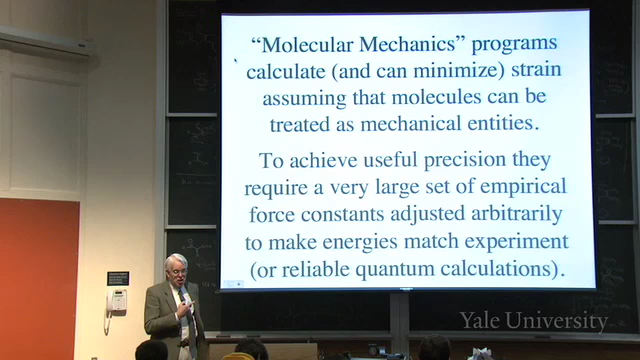 “Molecular Mechanics” programs
calculate (and can minimize) strain
assuming that molecules can be
treated as mechanical entities.
To achieve useful precision they
require a very large set of empirical
force constants adjusted arbitrarily
to make energies match experiment
(or reliable quantum calculations).
Yale University